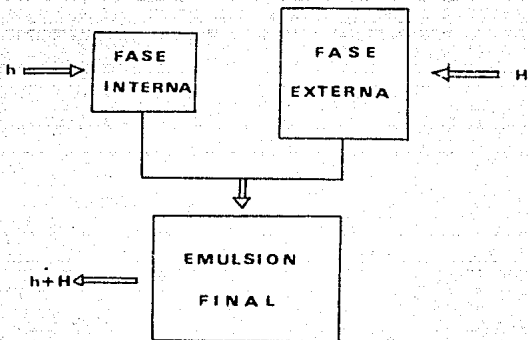 h
FASE
INTERNA
FASE
EXTERNA
H
EMULSION
FINAL
h+H